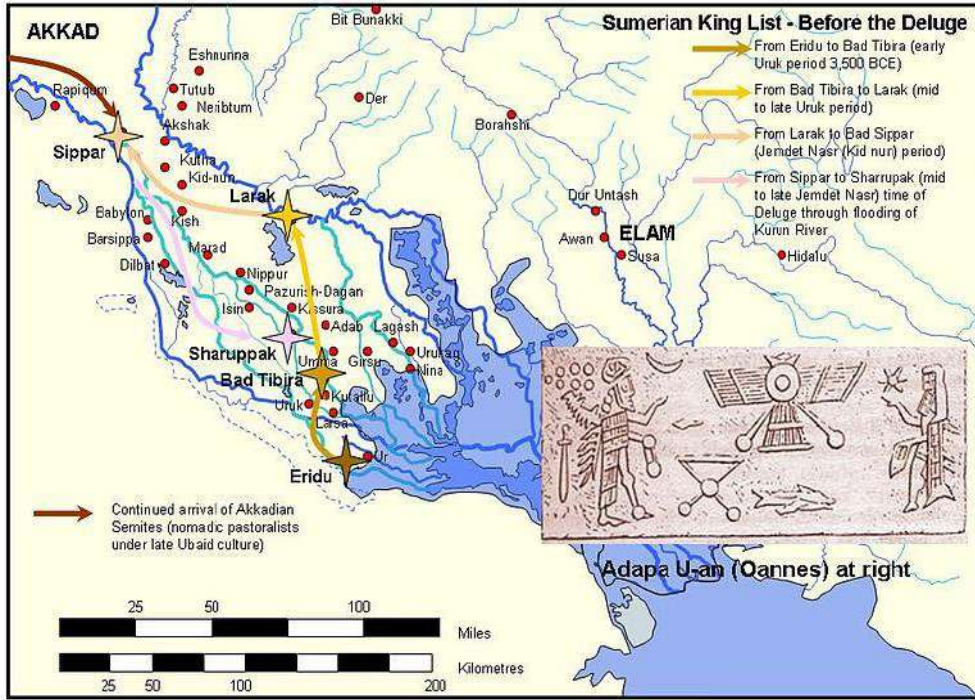 Sumerian King List - Before the Deluge
From Eridu to Bad Tibira (early
Uruk period 3,500 BCE)
From Bad Tibira to Larak (mid
to late Uruk period)
From Larak to Bad Sippar
(Jemdet Nasr (Kid nun) period)
From Sippar to Sharrupak (mid
to late Jemdet Nasr) time of
Deluge through flooding of
Kurun River
Bit Bunakki
AKKAD
Eshnunna
Rapiqum
Tutub
Neribtum
Der
Borahshi
Akshak
Sippar
Kutha
Kid-nun
Larak
Dur Untash
Babylon
Kish
Barsippa
Awan
ELAM
Marad
Susa
Hidalu
Dilbat
Nippur
Pazurish-Dagan
Isin
Kissura
Adab
Lagash
Sharuppak
Umma
Girsu
Uruhag
Nina
Bad Tibira
Uruk
Kutallu
Larsa
Ur
Eridu
Continued arrival of Akkadian
Semites (nomadic pastoralists
under late Ubaid culture)
Adapa U-an (Oannes) at right
25 50 100
Miles
Kilometres
25 50 100 200